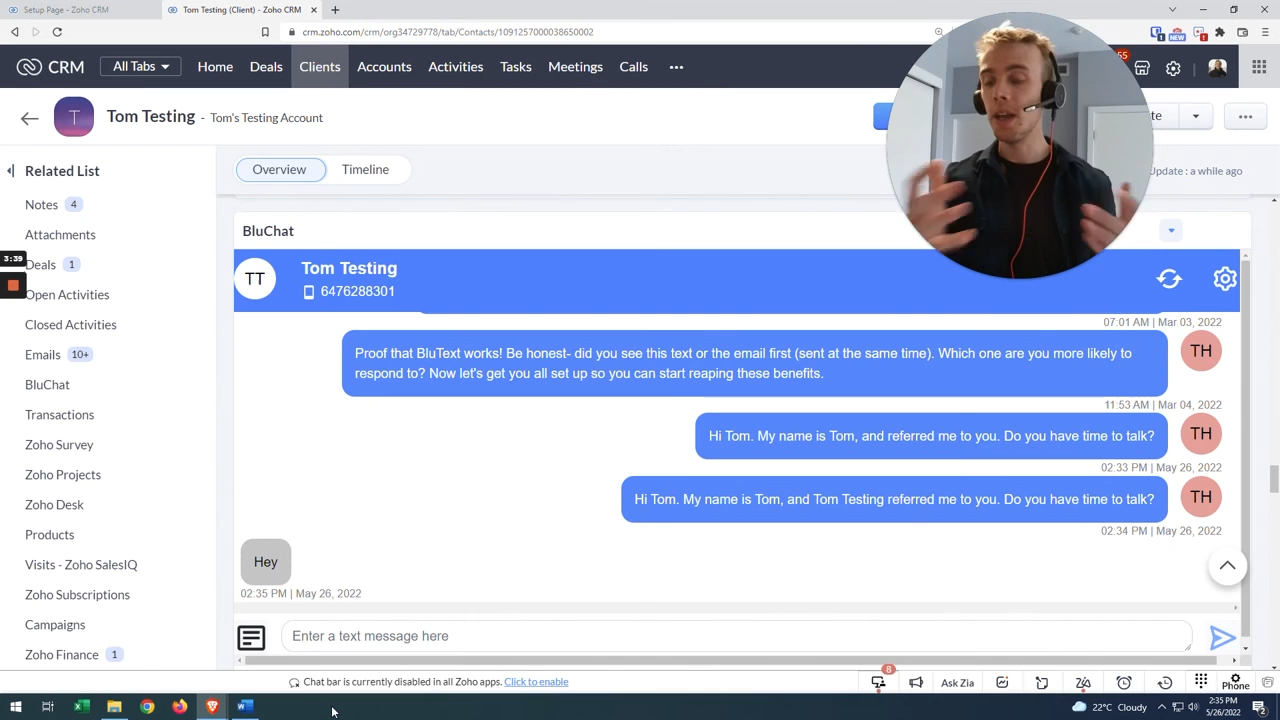 Setup Page - Zoho CRM
Tom Testing (Client) - Zoho CRM
crm.zoho.com/crm/org34729778/tab/Contacts/1091257000038650002
NEW
CRM
All Tabs
Home
Deals
Clients
Accounts
Activities
Tasks
Meetings
Calls
55
T
Tom Testing - Tom's Testing Account
te
Related List
Overview
Timeline
Update : a while ago
Notes 4
Attachments
3:39
Deals 1
Open Activities
Closed Activities
Emails 10+
BluChat
Transactions
Zoho Survey
Zoho Projects
Zoho Desk
Products
Visits - Zoho SalesIQ
Zoho Subscriptions
Campaigns
Zoho Finance 1
BluChat
TT
Tom Testing
6476288301
07:01 AM | Mar 03, 2022
Proof that BluText works! Be honest- did you see this text or the email first (sent at the same time). Which one are you more likely to
respond to? Now let's get you all set up so you can start reaping these benefits.
TH
11:53 AM | Mar 04, 2022
Hi Tom. My name is Tom, and referred me to you. Do you have time to talk?
TH
02:33 PM | May 26, 2022
Hi Tom. My name is Tom, and Tom Testing referred me to you. Do you have time to talk?
TH
02:34 PM | May 26, 2022
Hey
02:35 PM | May 26, 2022
Enter a text message here
Chat bar is currently disabled in all Zoho apps. Click to enable
8
Ask Zia
Phone
22°C Cloudy
2:35 PM
5/26/2022
2